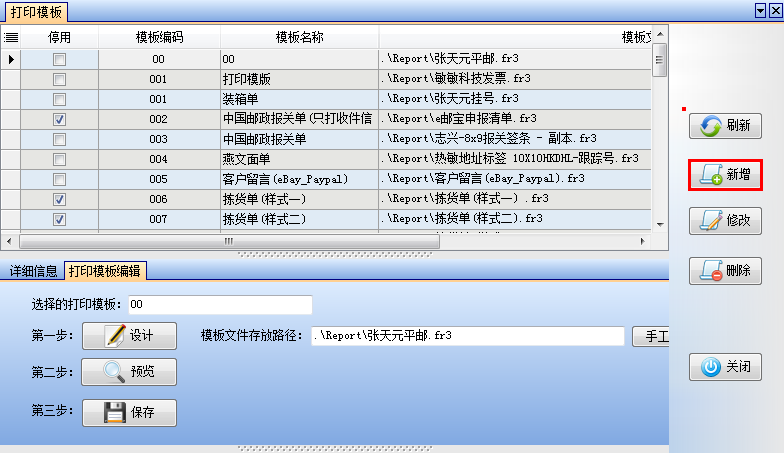 打印模板
停用 模板编码 模板名称 模板文
00 00 .\Report\张天元平邮.fr3
001 打印模版 .\Report\敏敏科技发票.fr3
001 装箱单 .\Report\张天元挂号.fr3
002 中国邮政报关单(只打收件信 .\Report\e邮宝申报清单.fr3
003 中国邮政报关单 .\Report\志兴-8x9报关签条 - 副本.fr3
004 燕文面单 .\Report\热敏地址标签 10X10HKDHL-跟踪号.fr3
005 客户留言(eBay_Paypal) .\Report\客户留言(eBay_Paypal).fr3
006 拣货单(样式一) .\Report\拣货单(样式一) .fr3
007 拣货单(样式二) .\Report\拣货单(样式二).fr3
刷新
新增
修改
删除
关闭
详细信息 打印模板编辑
选择的打印模板: 00
第一步: 设计 模板文件存放路径: .\Report\张天元平邮.fr3 手工
第二步: 预览
第三步: 保存